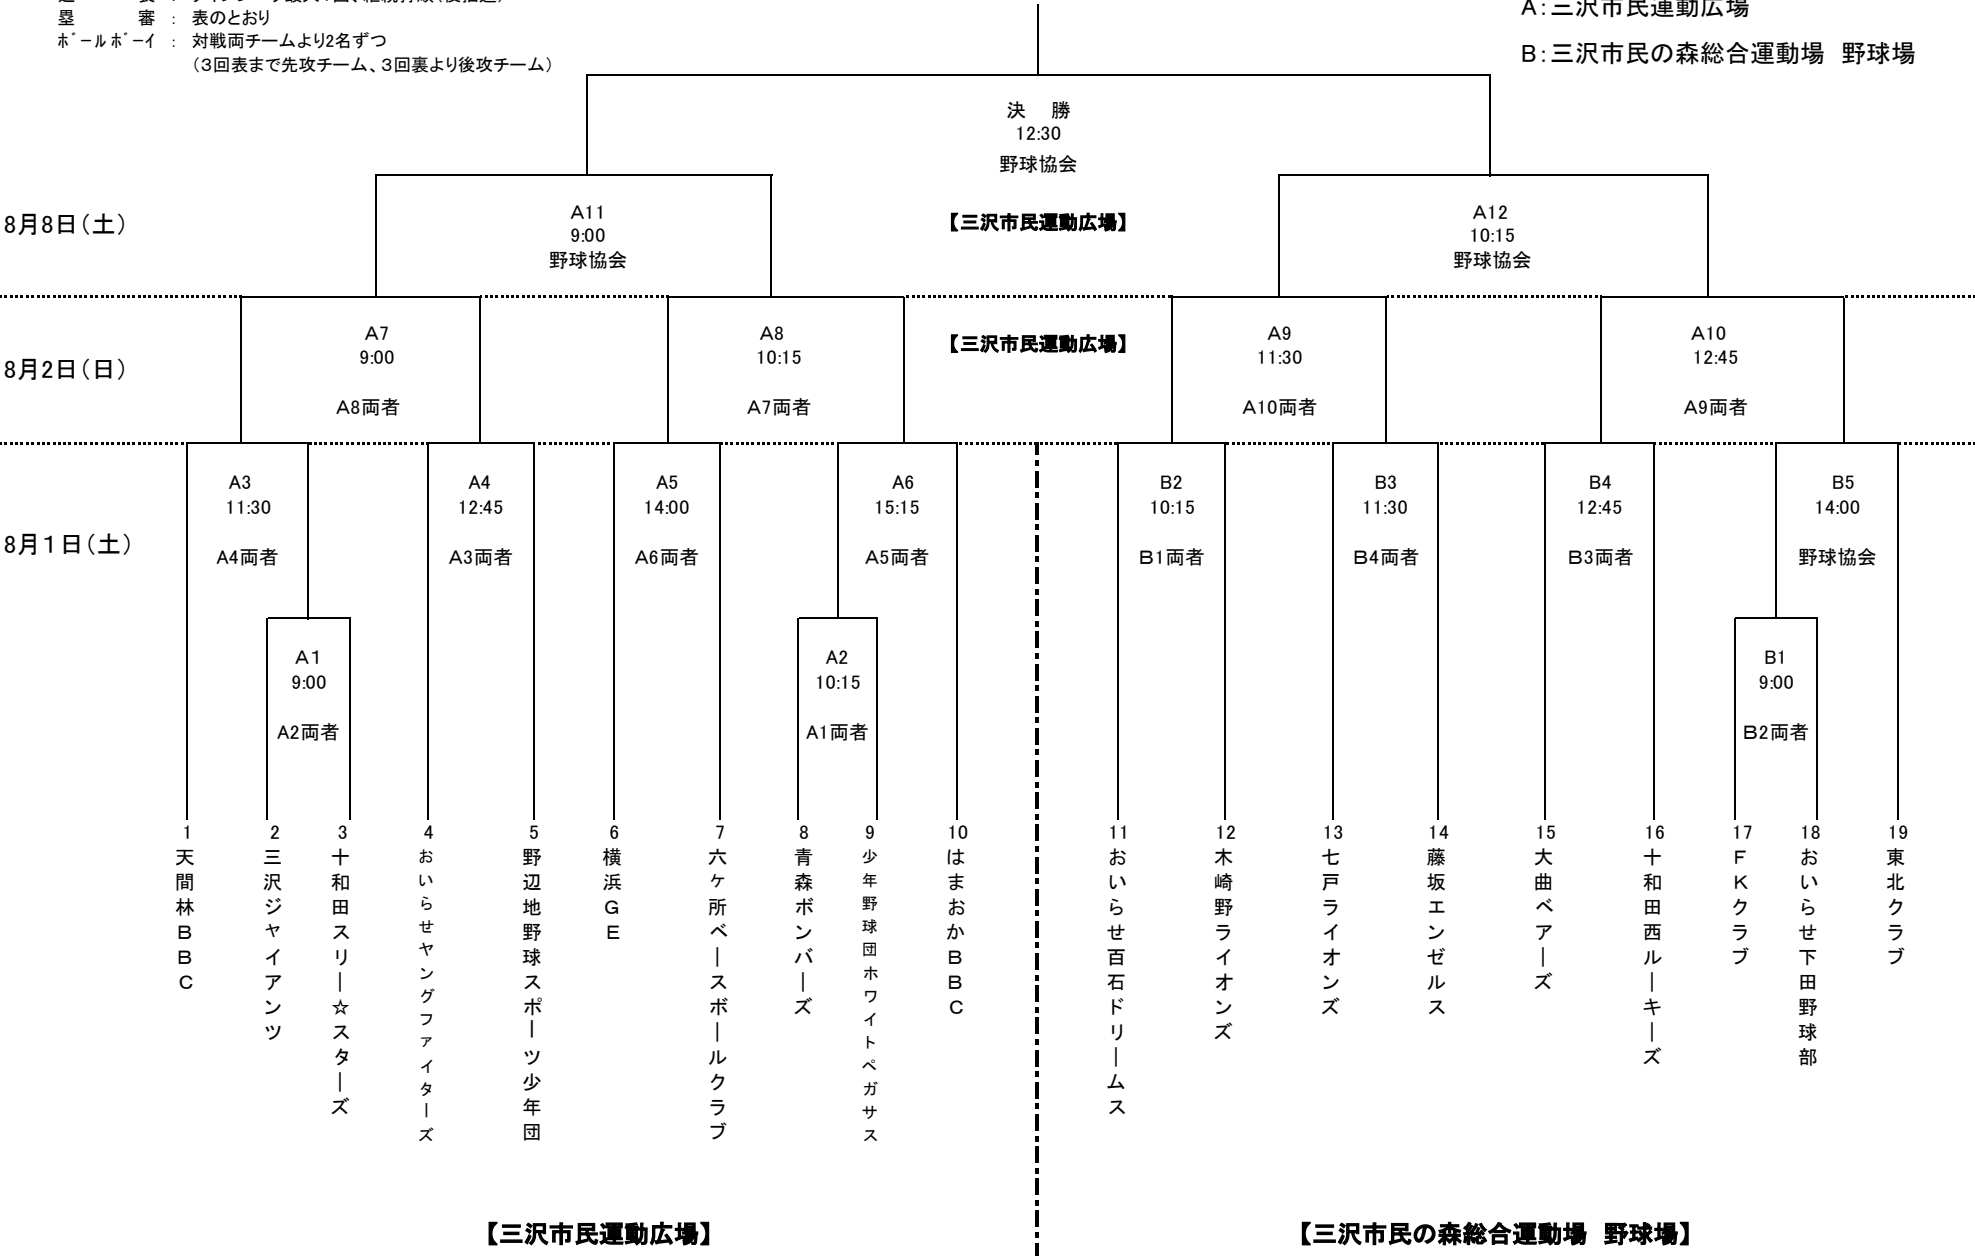 塁　　　審 ： 表のとおり
ﾎﾞｰﾙﾎﾞｰｲ ： 対戦両チームより2名ずつ
（３回表まで先攻チーム、３回裏より後攻チーム）
A：三沢市民運動広場
B：三沢市民の森総合運動場　野球場
決　勝
12:30
野球協会
8月8日（土）
A11
9:00
野球協会
【三沢市民運動広場】
A12
10:15
野球協会
8月2日（日）
A7
9:00
A8両者
A8
10:15
A7両者
【三沢市民運動広場】
A9
11:30
A10両者
A10
12:45
A9両者
8月１日（土）
A3
11:30
A4両者
A4
12:45
A3両者
A5
14:00
A6両者
A6
15:15
A5両者
B2
10:15
B1両者
B3
11:30
B4両者
B4
12:45
B3両者
B5
14:00
野球協会
A１
9:00
A2両者
A2
10:15
A1両者
B1
9:00
B2両者
1
天間林ＢＢＣ
2
三沢ジャイアンツ
3
十和田スリー☆スターズ
4
おいらせヤングファイターズ
5
野辺地野球スポーツ少年団
6
横浜ＧＥ
7
六ケ所ベースボールクラブ
8
青森ボンバーズ
9
少年野球団ホワイトペガサス
10
はまおかＢＢＣ
11
おいらせ百石ドリームス
12
木崎野ライオンズ
13
七戸ライオンズ
14
藤坂エンゼルス
15
大曲ベアーズ
16
十和田西ルーキーズ
17
ＦＫクラブ
18
おいらせ下田野球部
19
東北クラブ
【三沢市民運動広場】
【三沢市民の森総合運動場　野球場】